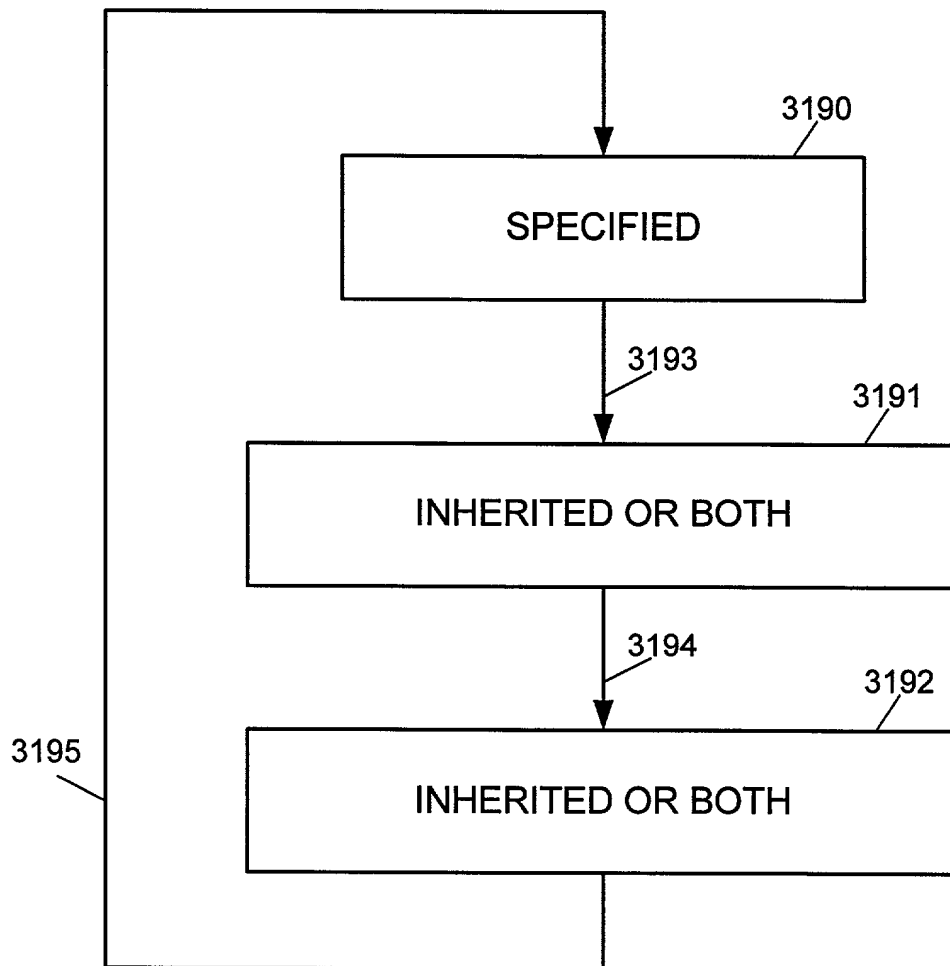 3190
SPECIFIED
3193
3191
INHERITED OR BOTH
3194
3192
3195
INHERITED OR BOTH